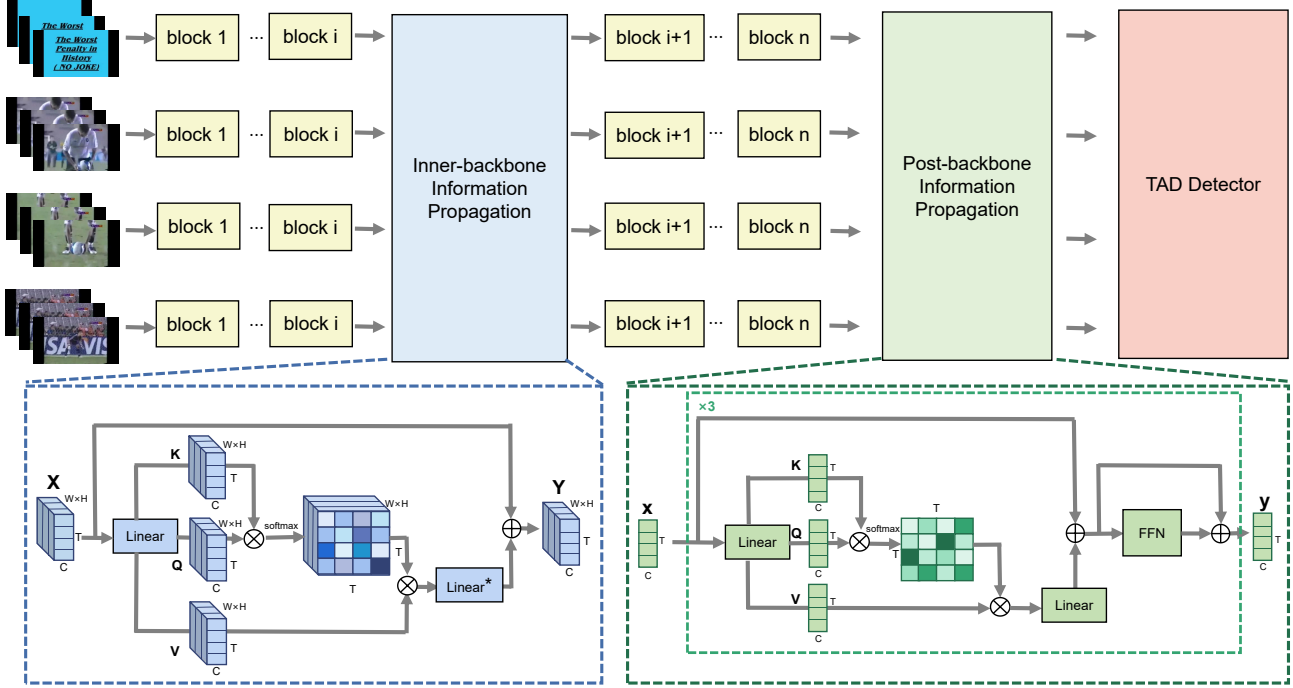 The Worst
The Worst
Penalty in
History
( NO JOKE)
block 1 ... block i
block i+1 ... block n
block 1 ... block i
block i+1 ... block n
block 1 ... block i
block i+1 ... block n
VISA VIS
block 1 ... block i
block i+1 ... block n
Inner-backbone
Information
Propagation
Post-backbone
Information
Propagation
TAD Detector
X
W×H
T
C
Linear
K
W×H
T
C
Q
W×H
T
C
V
W×H
T
C
softmax
W×H
T
T
Linear*
Y
W×H
T
C
×3
x
T
C
Linear
K
T
C
Q
T
C
V
T
C
softmax
T
T
Linear
FFN
y
T
C